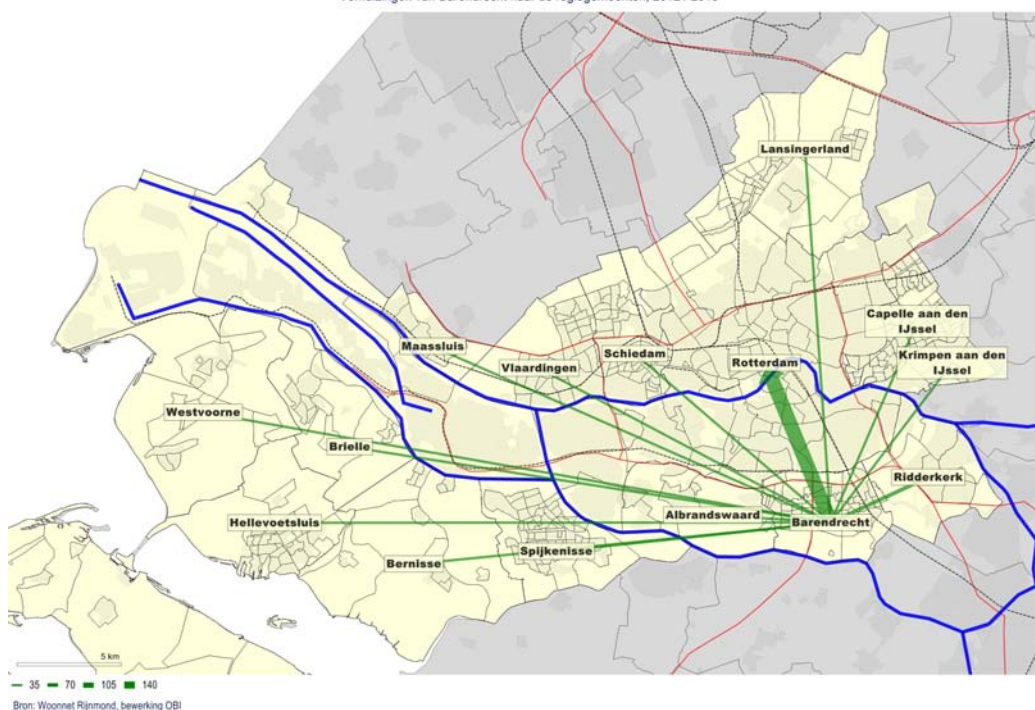 Lansingerland
Capelle aan den
IJssel
Maassluis
Schiedam
Krimpen aan den
IJssel
Vlaardingen
Rotterdam
Westvoorne
Brielle
Ridderkerk
Albrandswaard
Hellevoetsluis
Barendrecht
Spijkenisse
Bernisse
5 km
35 70 105 140
Bron: Woonnet Rijnmond, bewerking OBI